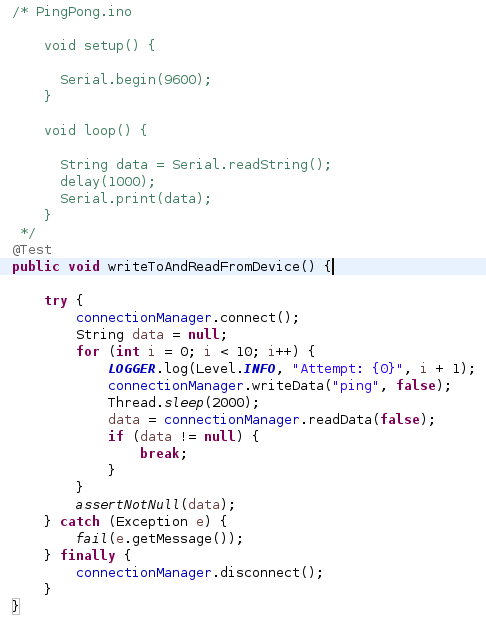 /* PingPong.ino
void setup() {
Serial.begin(9600);
}
void loop() {
String data = Serial.readString();
delay(1000);
Serial.print(data);
}
*/
@Test
public void writeToAndReadFromDevice() {
try {
connectionManager.connect();
String data = null;
for (int i = 0; i < 10; i++) {
LOGGER.log(Level.INFO, "Attempt: {0}", i + 1);
connectionManager.writeData("ping", false);
Thread.sleep(2000);
data = connectionManager.readData(false);
if (data != null) {
break;
}
}
assertNotNull(data);
} catch (Exception e) {
fail(e.getMessage());
} finally {
connectionManager.disconnect();
}
}